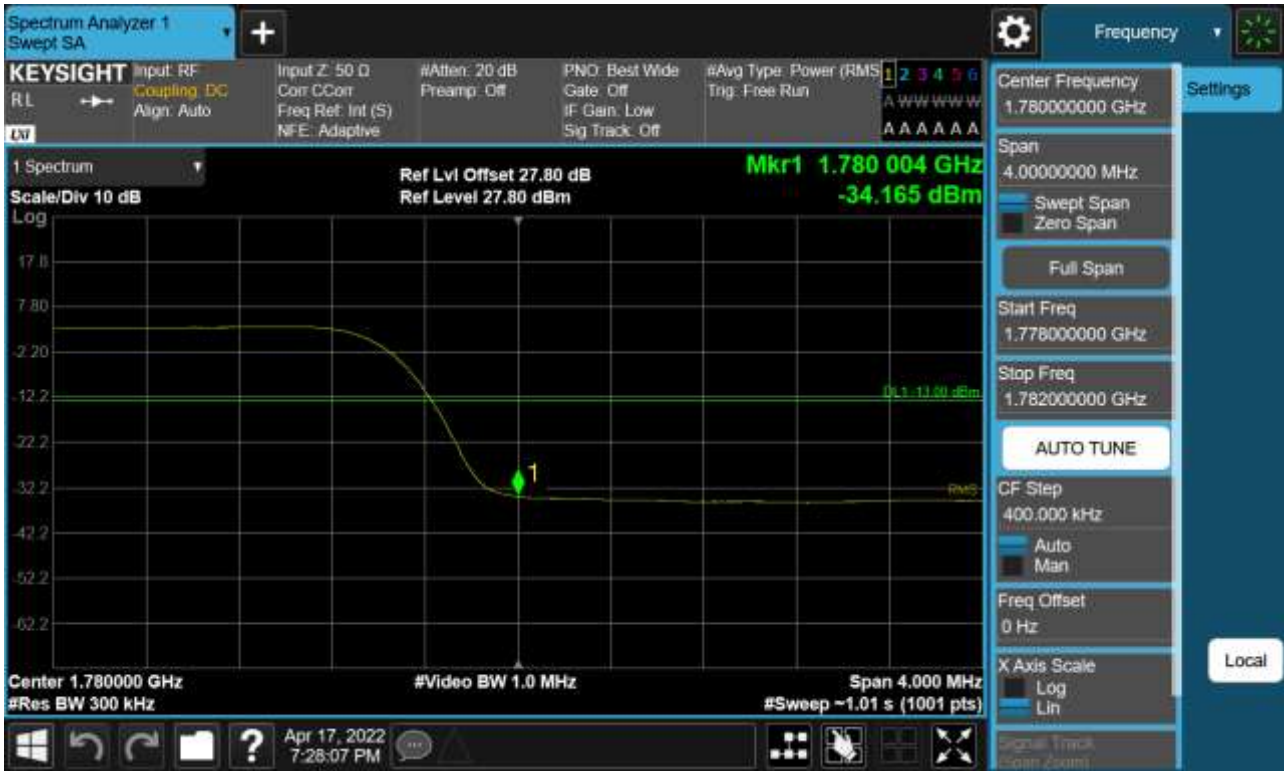 Spectrum Analyzer 1
Swept SA
+
Frequency
KEYSIGHT
RL
LXI
Input: RF
Coupling: DC
Align: Auto
Input Z: 50 Ω
Corr CCorr
Freq Ref: Int (S)
NFE: Adaptive
#Atten: 20 dB
Preamp: Off
PNO: Best Wide
Gate: Off
IF Gain: Low
Sig Track: Off
#Avg Type: Power (RMS
Trig: Free Run
1 2 3 4 5 6
A W W W W W
A A A A A A
1 Spectrum
Scale/Div 10 dB
Log
Ref Lvl Offset 27.80 dB
Ref Level 27.80 dBm
Mkr1 1.780 004 GHz
-34.165 dBm
17.8
7.80
-2.20
-12.2
-22.2
-32.2
-42.2
-52.2
-62.2
DL1 -13.00 dBm
1
RMS
Center 1.780000 GHz
#Res BW 300 kHz
#Video BW 1.0 MHz
Span 4.000 MHz
#Sweep ~1.01 s (1001 pts)
Center Frequency
1.780000000 GHz
Settings
Span
4.00000000 MHz
Swept Span
Zero Span
Full Span
Start Freq
1.778000000 GHz
Stop Freq
1.782000000 GHz
AUTO TUNE
CF Step
400.000 kHz
Auto
Man
Freq Offset
0 Hz
X Axis Scale
Log
Lin
Local
Signal Track
(Span Zoom)
?
Apr 17, 2022
7:28:07 PM